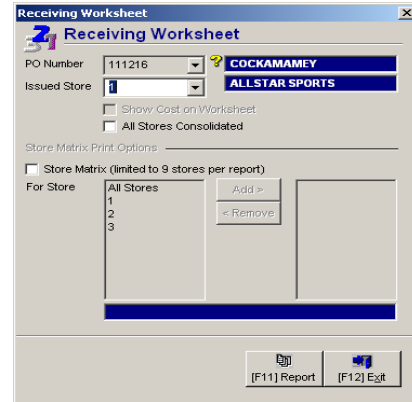 Receiving Worksheet
Receiving Worksheet
PO Number 111216 ? COCKAMAMEY
Issued Store 1 ALLSTAR SPORTS
Show Cost on Worksheet
All Stores Consolidated
Store Matrix Print Options
Store Matrix (limited to 9 stores per report)
For Store All Stores Add >
1
2 < Remove
3
[F11] Report [F12] Exit